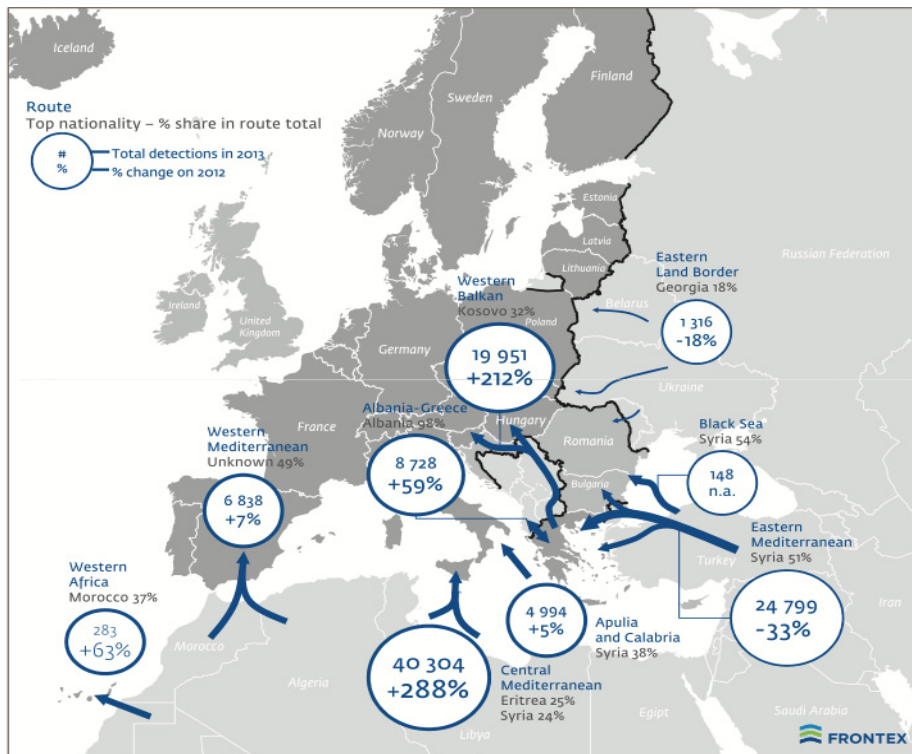 Iceland
Finland
Sweden
Norway
Route
Top nationality – % share in route total
#
%
Total detections in 2013
% change on 2012
Estonia
Latvia
Lithuania
Russian Federation
Eastern
Land Border
Georgia 18%
1 316
-18%
Belarus
Western
Balkan
Kosovo 32%
Poland
19 951
+212%
Ireland
United
Kingdom
Germany
Ukraine
Albania-Greece
Albania 98%
8 728
+59%
Hungary
Romania
Black Sea
Syria 54%
148
n.a.
France
Western
Mediterranean
Unknown 49%
6 838
+7%
Bulgaria
Eastern
Mediterranean
Syria 51%
Turkey
24 799
-33%
Iran
Western
Africa
Morocco 37%
283
+63%
Morocco
4 994
+5%
Apulia
and Calabria
Syria 38%
40 304
+288%
Central
Mediterranean
Eritrea 25%
Syria 24%
Algeria
Libya
Egypt
Saudi Arabia
FRONTEX